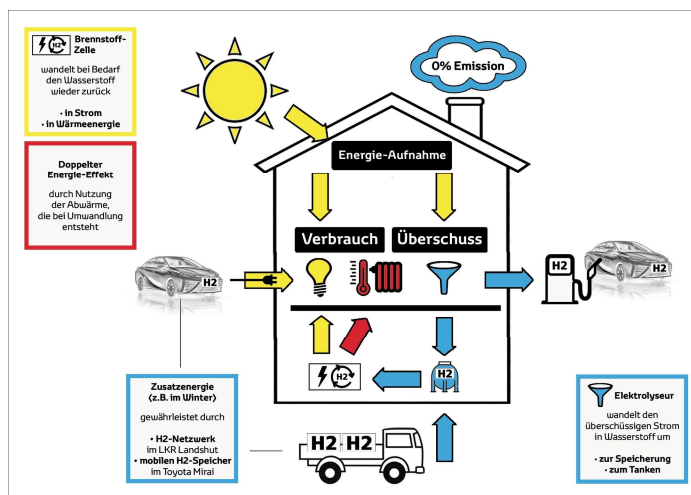 H2
Brennstoff-
Zelle
wandelt bei Bedarf
den Wasserstoff
wieder zurück
• in Strom
• in Wärmeenergie
0% Emission
Doppelter
Energie-Effekt
durch Nutzung
der Abwärme,
die bei Umwandlung
entsteht
Energie-Aufnahme
Verbrauch
Überschuss
H2
H2
H2
H2
H2
Zusatzenergie
(z.B. im Winter)
gewährleistet durch
• H2-Netzwerk
im LKR Landshut
• mobilen H2-Speicher
im Toyota Mirai
H2 H2
Elektrolyseur
wandelt den
überschüssigen Strom
in Wasserstoff um
• zur Speicherung
• zum Tanken